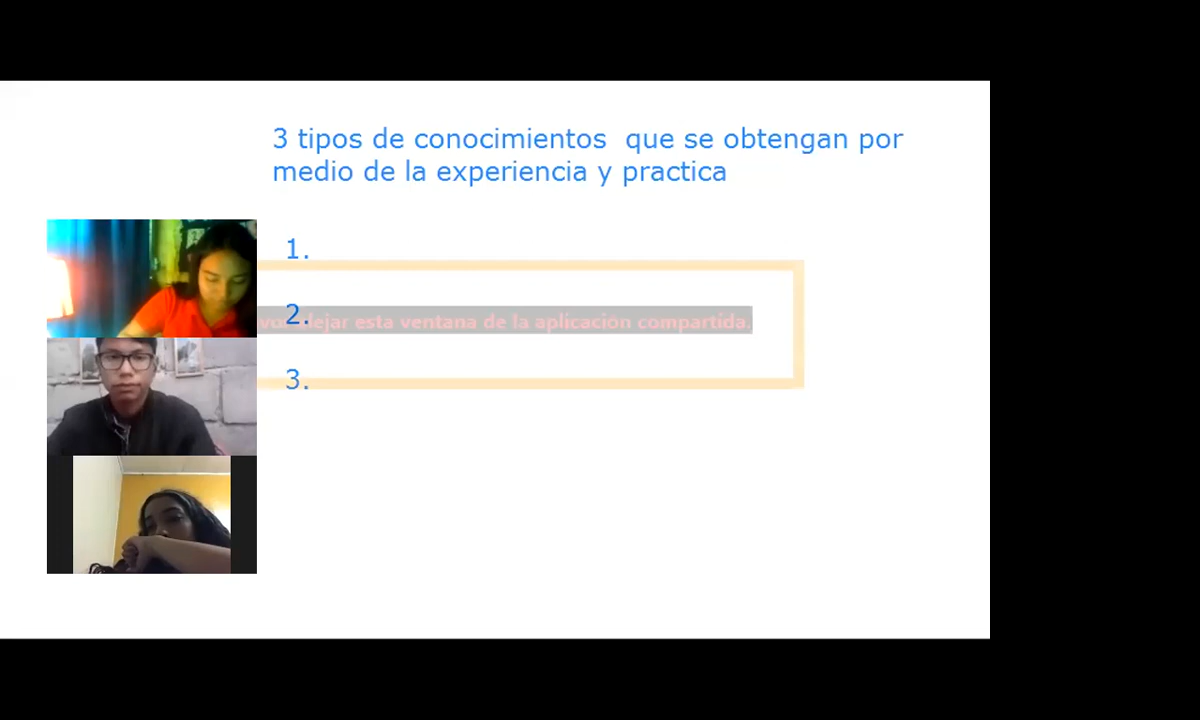 3 tipos de conocimientos que se obtengan por
medio de la experiencia y practica
1.
2.
esta ventana de la aplicación compartida.
3.